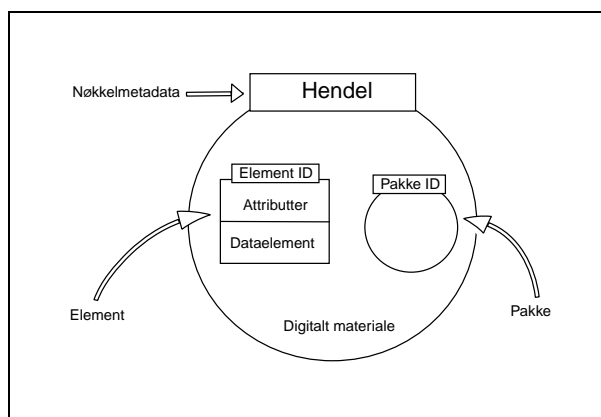 Hendel
Nøkkelmetadata
Element ID
Pakke ID
Attributter
Dataelement
Element
Digitalt materiale
Pakke